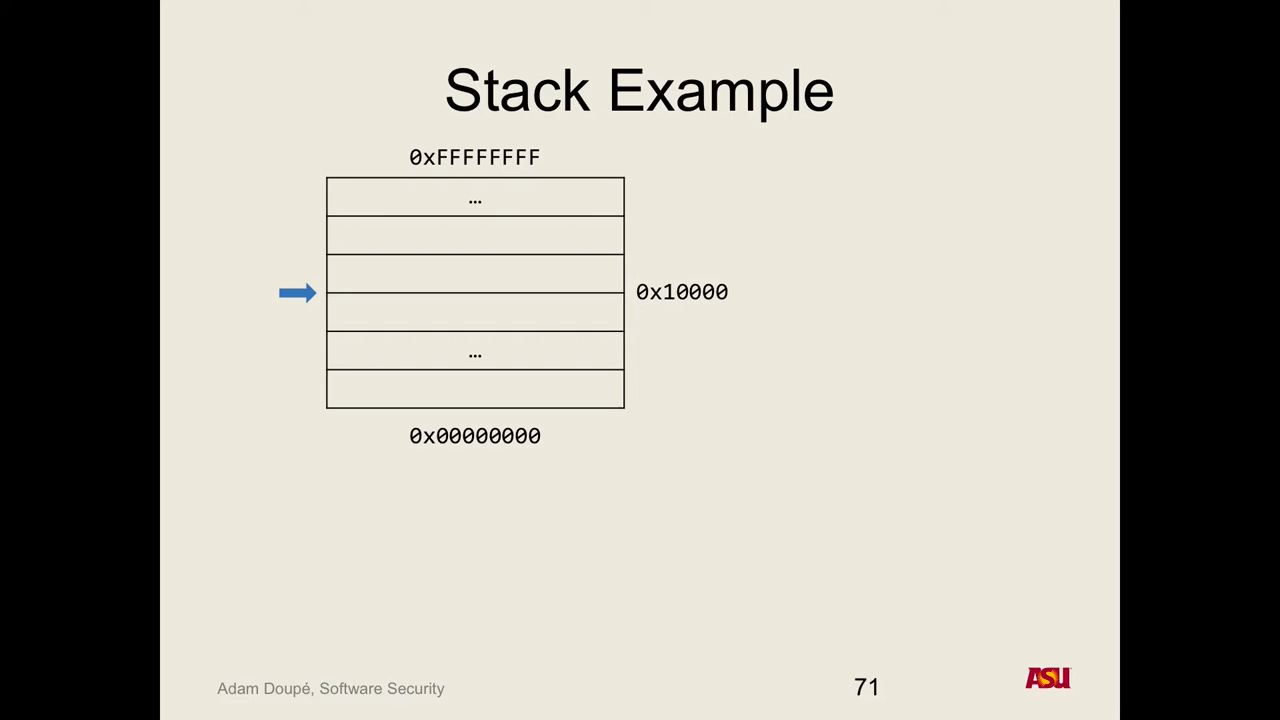 Stack Example
0xFFFFFFFF
…
0x10000
…
0x00000000
Adam Doupé, Software Security
71
ASU